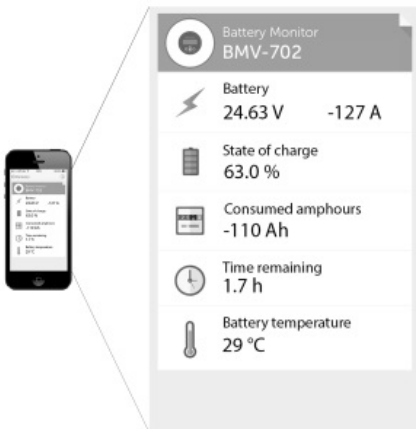 Battery Monitor
BMV-702
Battery
24.63 V -127 A
State of charge
63.0 %
Consumed amphours
-110 Ah
Time remaining
1.7 h
Battery temperature
29 °C